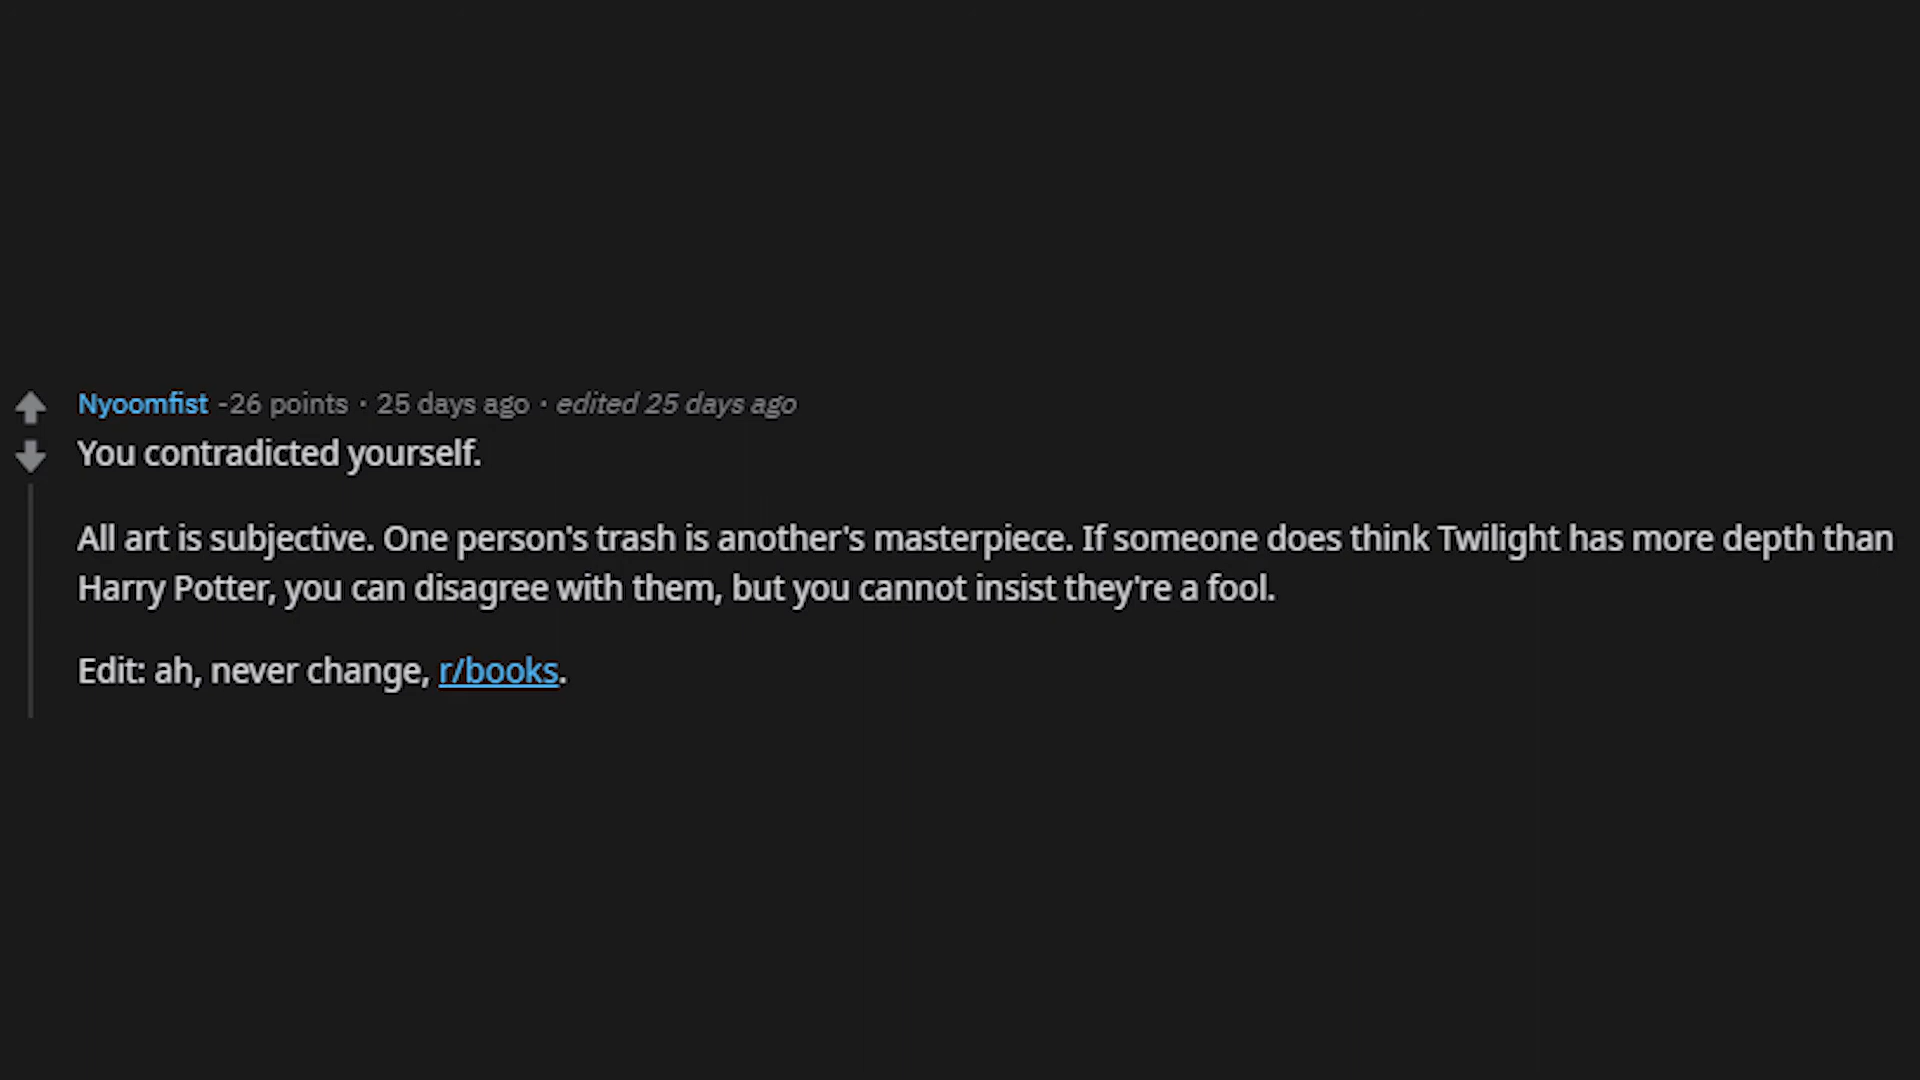 Nyoomfist -26 points · 25 days ago · edited 25 days ago
You contradicted yourself.
All art is subjective. One person's trash is another's masterpiece. If someone does think Twilight has more depth than
Harry Potter, you can disagree with them, but you cannot insist they're a fool.
Edit: ah, never change, r/books.